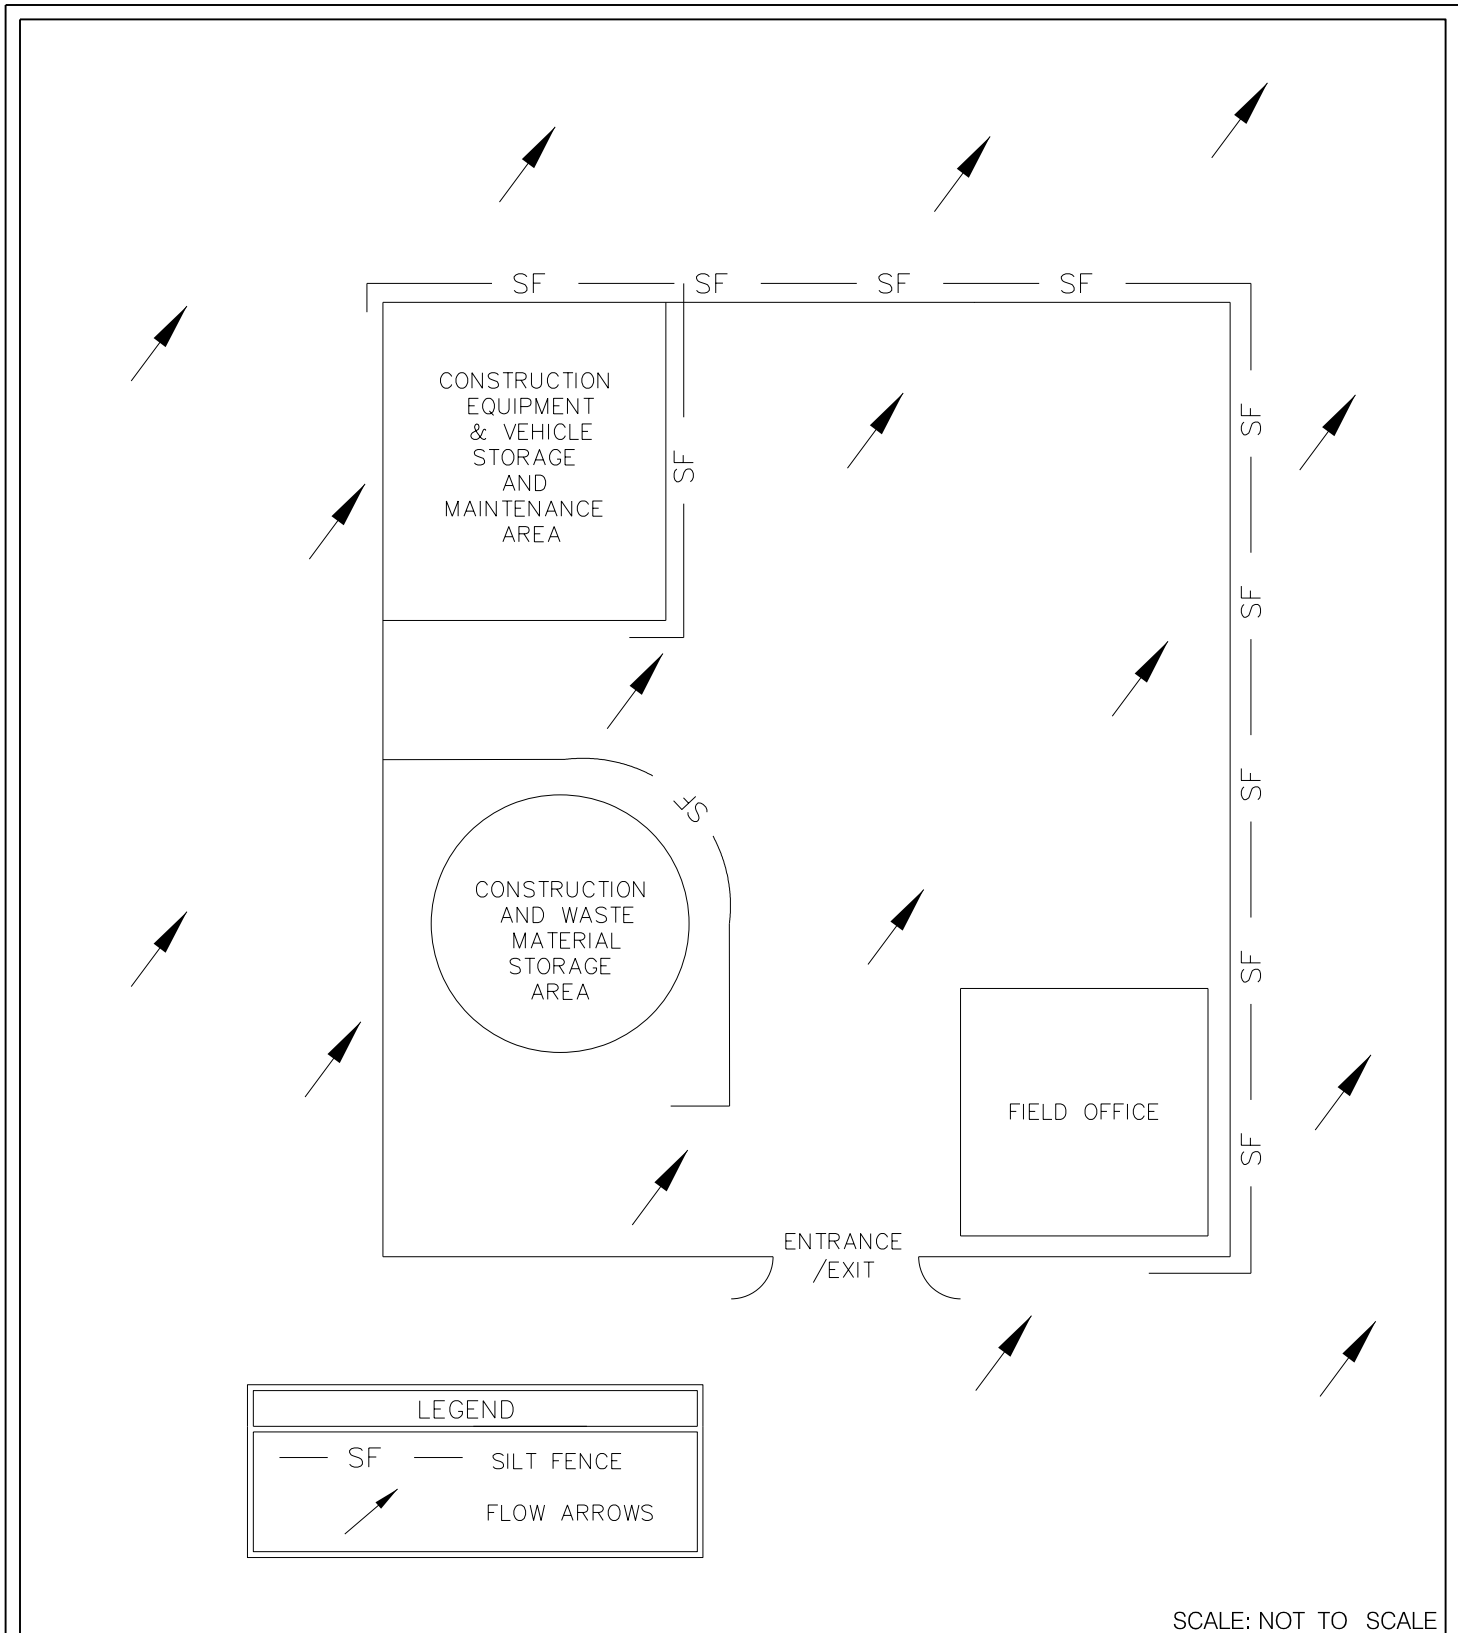 SF SF SF SF
CONSTRUCTION
EQUIPMENT
& VEHICLE
STORAGE
AND
MAINTENANCE
AREA
SF
SF
SF
SF
SF
CONSTRUCTION
AND WASTE
MATERIAL
STORAGE
AREA
SF
FIELD OFFICE
SF
ENTRANCE
/EXIT
LEGEND
SF SILT FENCE
FLOW ARROWS
SCALE: NOT TO SCALE